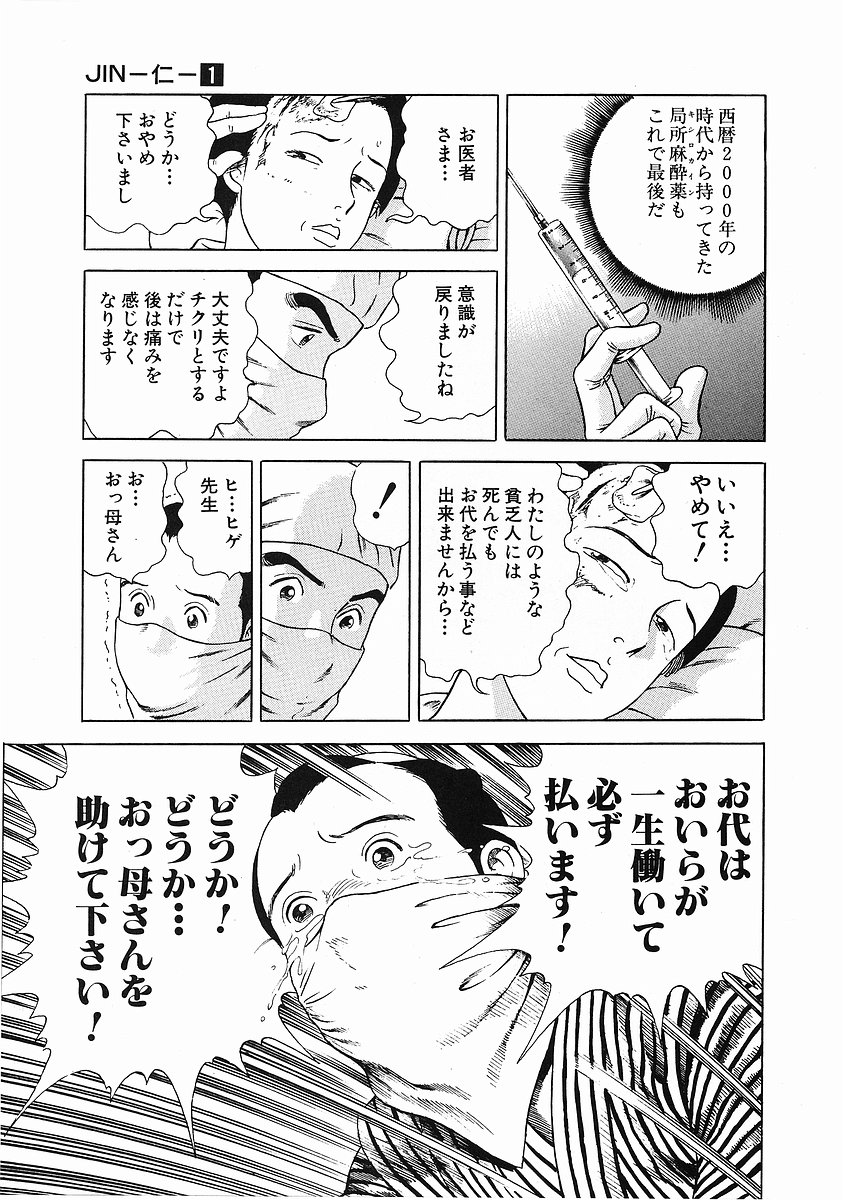 JIN－仁－1
西暦2000年の
時代から持ってきた
キシロカイン
局所麻酔薬も
これで最後だ
お医者
さま…
どうか…
おやめ
下さいまし
意識が
戻りましたね
大丈夫ですよ
チクリとする
だけで
後は痛みを
感じなく
なります
いいえ…
やめて！
わたしのような
貧乏人には
死んでも
お代を払う事など
出来ませんから…
！
ヒ…ヒゲ
先生
お…
おっ母さん
お代は
おいらが
一生働いて
必ず
払います！
どうか！
どうか…
おっ母さんを
助けて下さい！